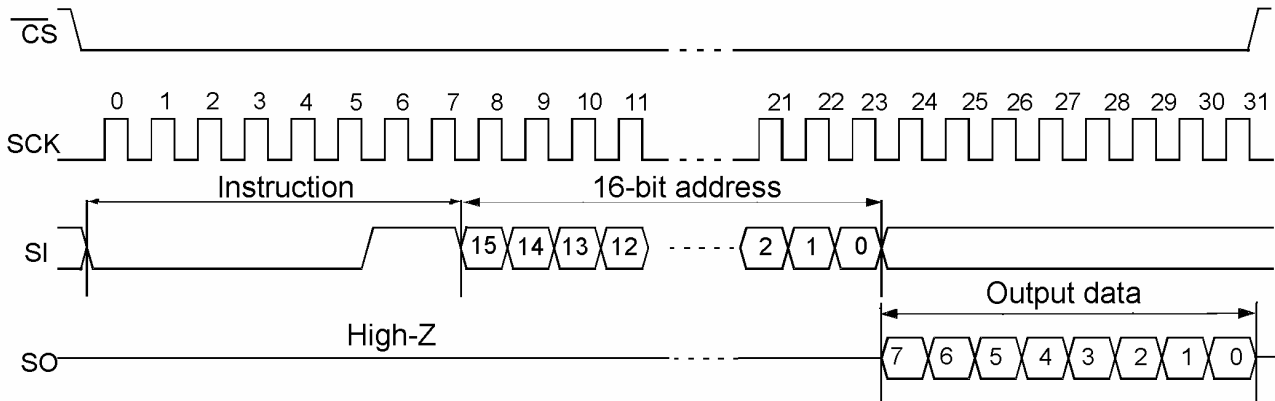 CS
0 1 2 3 4 5 6 7 8 9 10 11 21 22 23 24 25 26 27 28 29 30 31
SCK
Instruction 16-bit address
SI 15 14 13 12 2 1 0
Output data
High-Z
SO 7 6 5 4 3 2 1 0